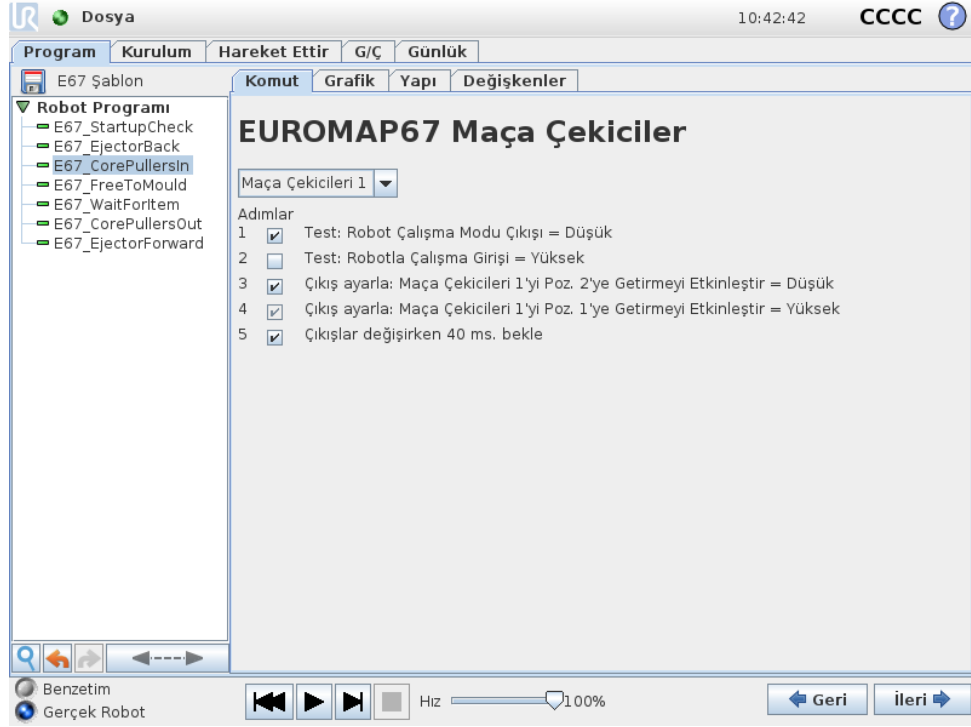 UR Dosya 10:42:42 CCCC ?
Program Kurulum Hareket Ettir G/Ç Günlük
E67 Şablon
Komut Grafik Yapı Değişkenler
Robot Programı
E67_StartupCheck
E67_EjectorBack
E67_CorePullersIn
E67_FreeToMould
E67_WaitForItem
E67_CorePullersOut
E67_EjectorForward
EUROMAP67 Maça Çekiciler
Maça Çekicileri 1
Adımlar
1 Test: Robot Çalışma Modu Çıkışı = Düşük
2 Test: Robotla Çalışma Girişi = Yüksek
3 Çıkış ayarla: Maça Çekicileri 1'yi Poz. 2'ye Getirmeyi Etkinleştir = Düşük
4 Çıkış ayarla: Maça Çekicileri 1'yi Poz. 1'ye Getirmeyi Etkinleştir = Yüksek
5 Çıkışlar değişirken 40 ms. bekle
Benzetim
Gerçek Robot
Hız 100%
Geri İleri